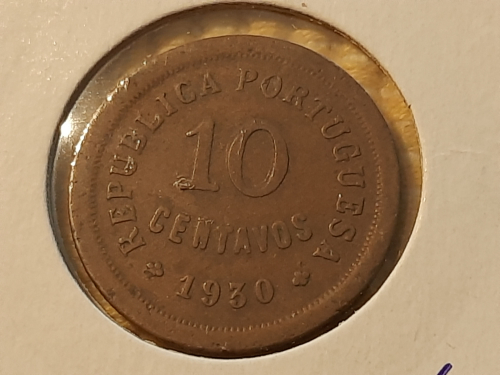 REPUBLICA PORTUGUESA
10
CENTAVOS
1930